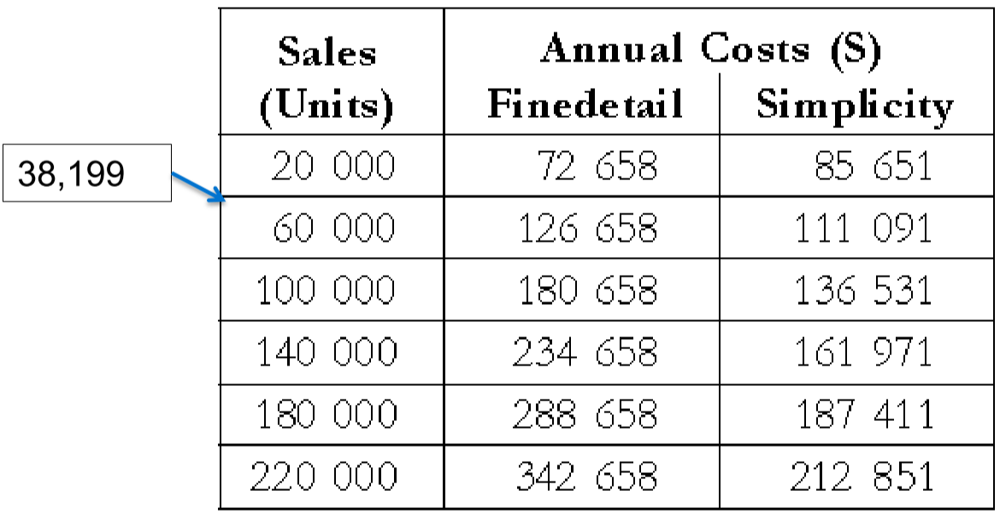 Sales Annual Costs (S)
(Units) Finedetail Simplicity
38,199
20 000 72 658 85 651
60 000 126 658 111 091
100 000 180 658 136 531
140 000 234 658 161 971
180 000 288 658 187 411
220 000 342 658 212 851